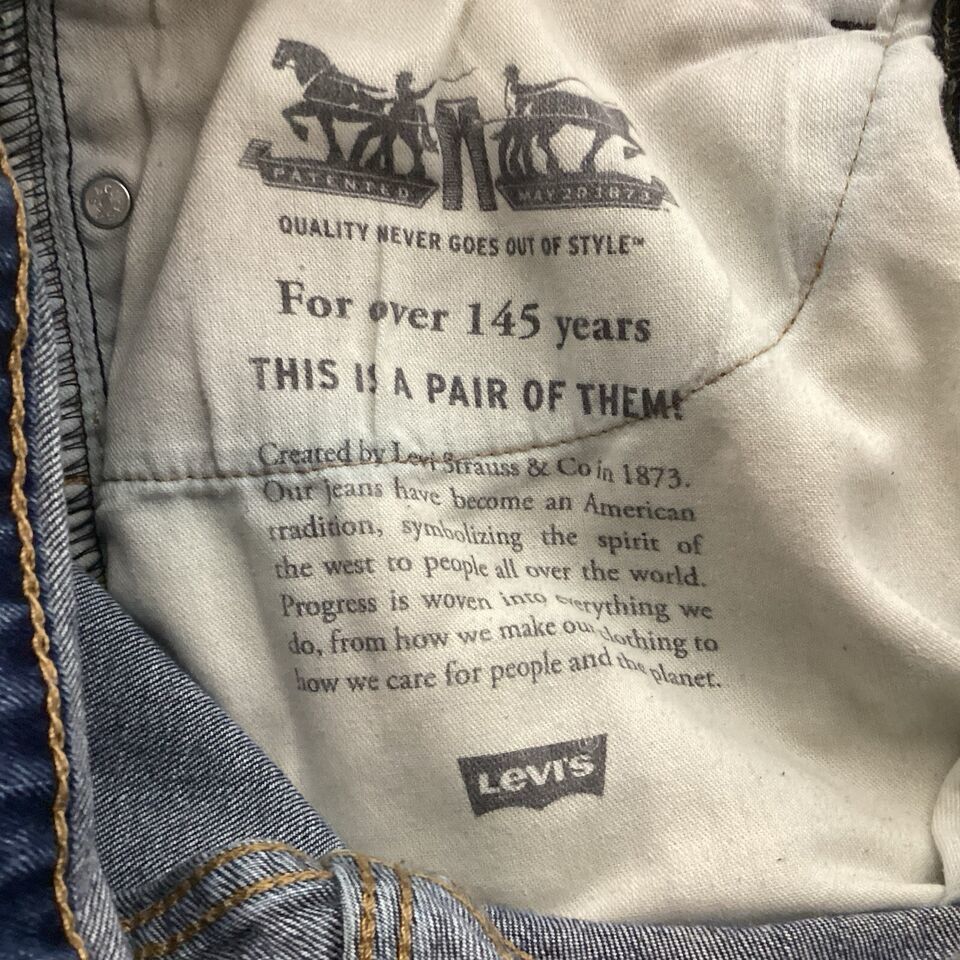 PATENTED MAY 20 1873
QUALITY NEVER GOES OUT OF STYLE™
For over 145 years
THIS IS A PAIR OF THEM!
Created by Levi Strauss & Co in 1873.
Our jeans have become an American
tradition, symbolizing the spirit of
the west to people all over the world.
Progress is woven into everything we
do, from how we make our clothing to
how we care for people and the planet.
LEVI'S®